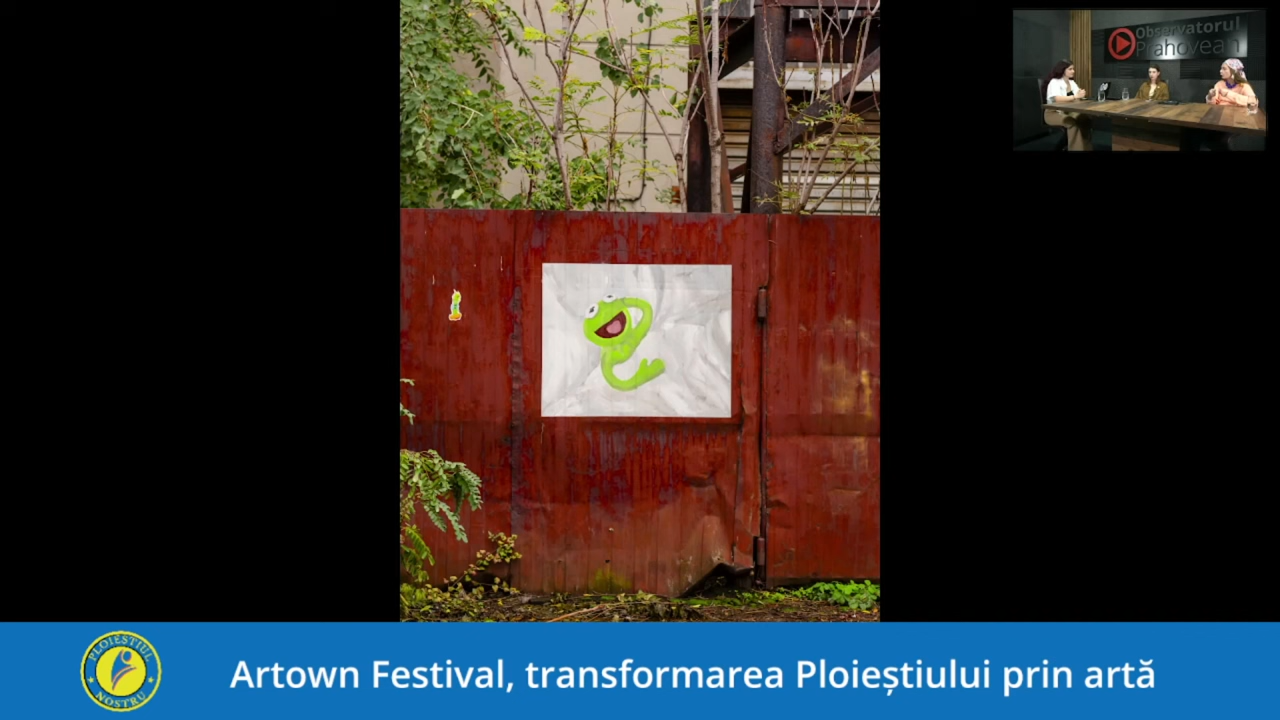 Observatorul
Prahovean
PLOIEȘTIUL
NOSTRU
Artown Festival, transformarea Ploieștiului prin artă